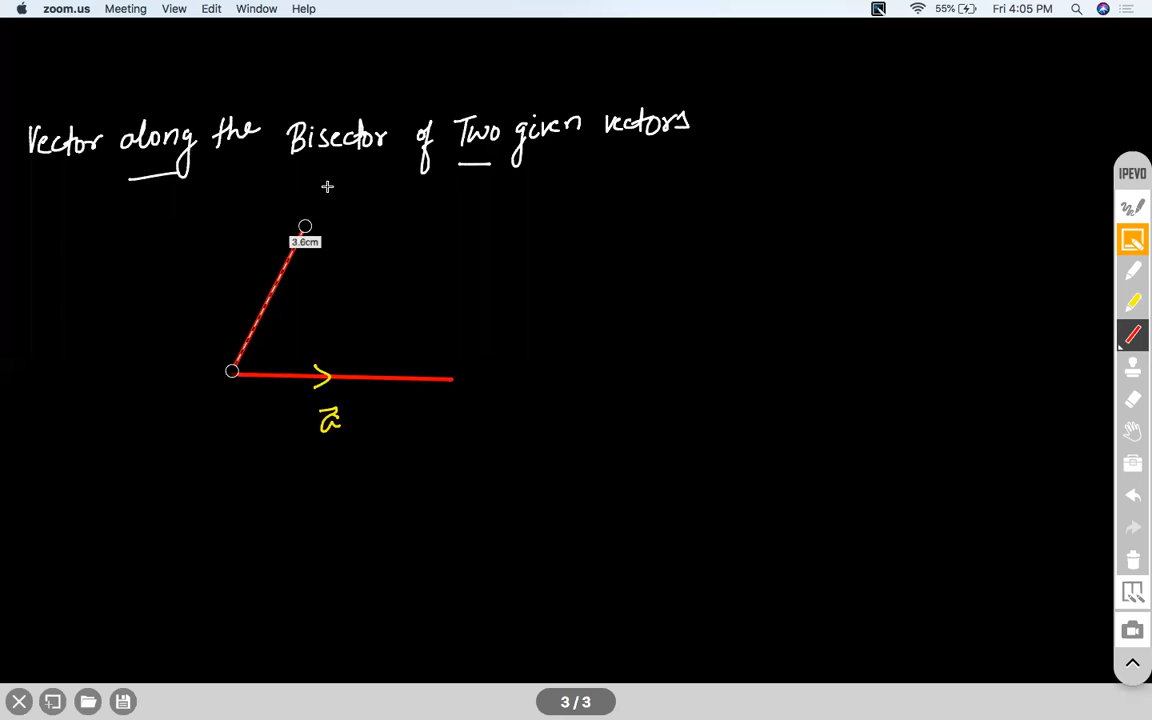 zoom.us Meeting View Edit Window Help 55% Fri 4:05 PM
Vector along the Bisector of Two given vectors
IPEVO
3.6cm
a⃗
3 / 3